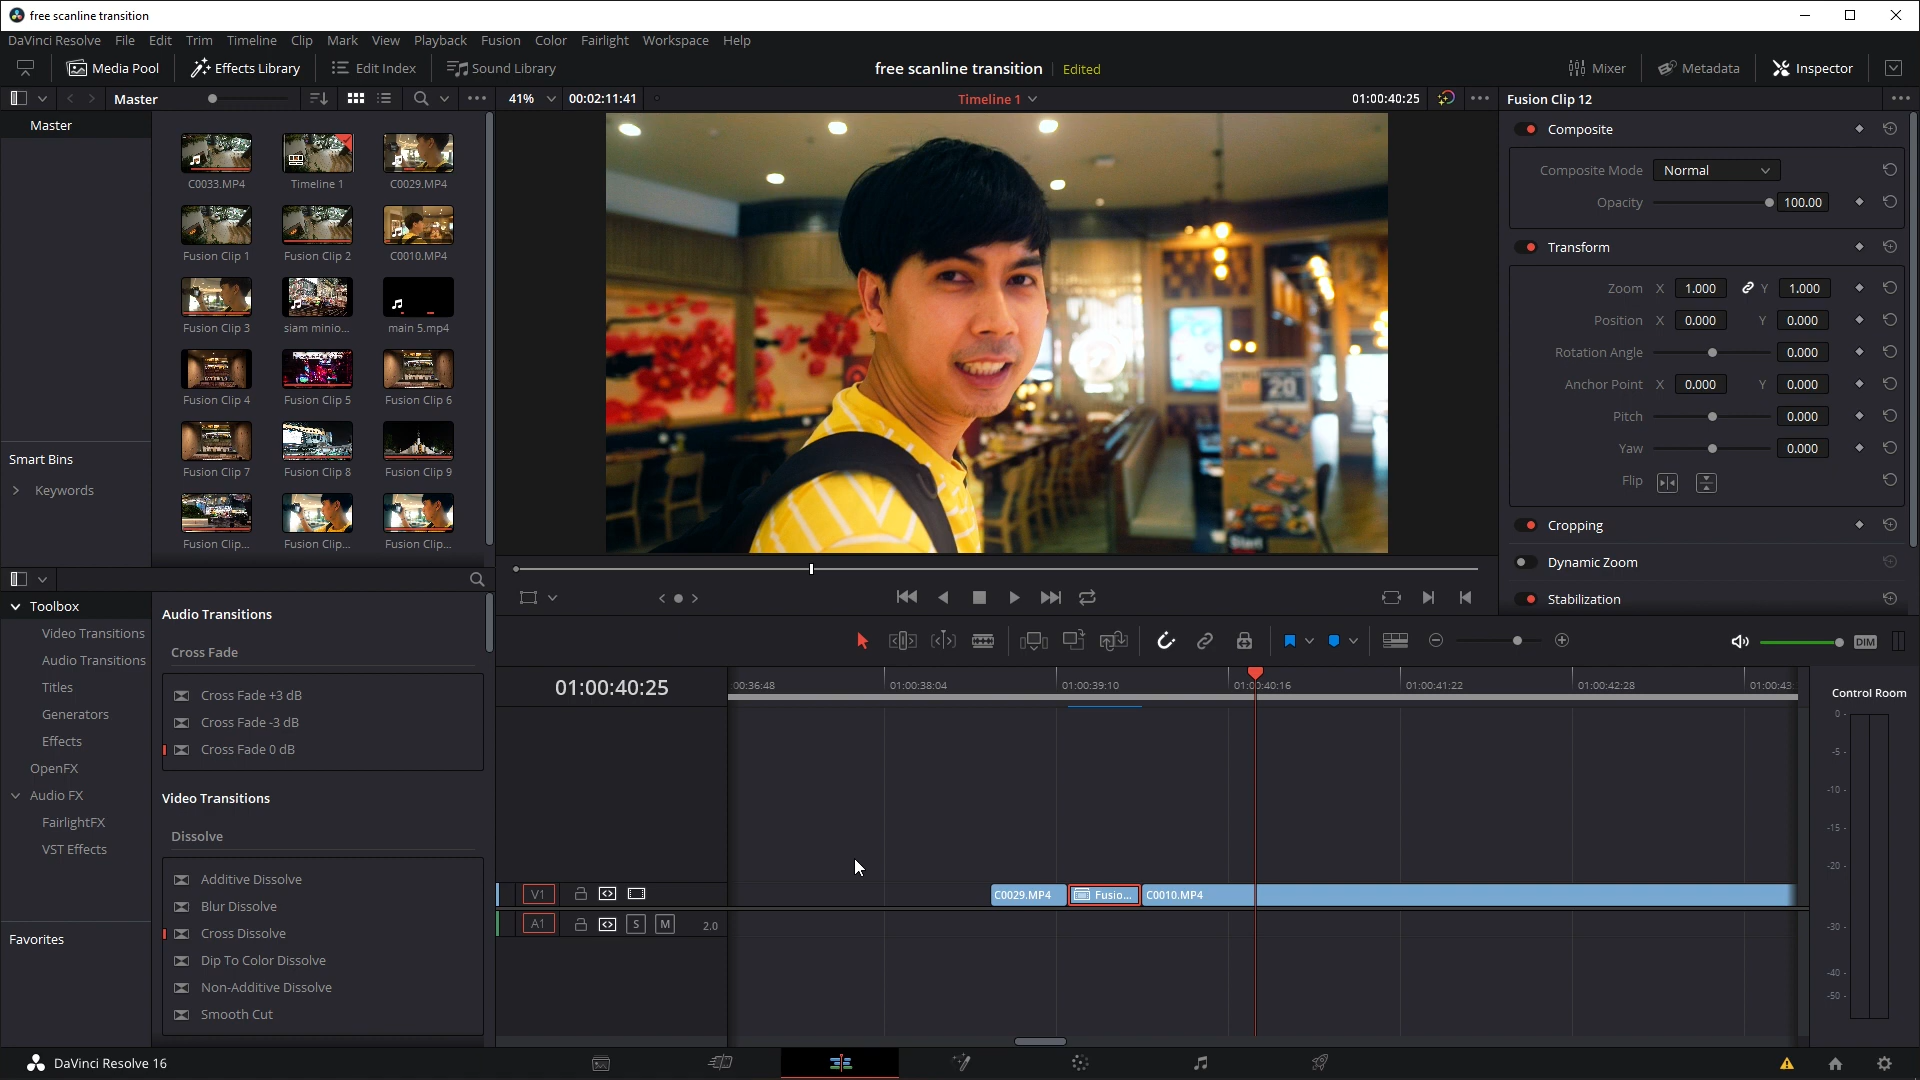 free scanline transition
DaVinci Resolve File Edit Trim Timeline Clip Mark View Playback Fusion Color Fairlight Workspace Help
Media Pool Effects Library Edit Index Sound Library free scanline transition Edited Mixer Metadata Inspector
Master 41% 00:02:11:41 Timeline 1 01:00:40:25 Fusion Clip 12
Master
C0033.MP4 Timeline 1 C0029.MP4
Fusion Clip 1 Fusion Clip 2 C0010.MP4
Fusion Clip 3 siam minio... main 5.mp4
Fusion Clip 4 Fusion Clip 5 Fusion Clip 6
Fusion Clip 7 Fusion Clip 8 Fusion Clip 9
Fusion Clip... Fusion Clip... Fusion Clip...
Smart Bins
Keywords
20
Composite
Composite Mode Normal
Opacity 100.00
Transform
Zoom X 1.000 Y 1.000
Position X 0.000 Y 0.000
Rotation Angle 0.000
Anchor Point X 0.000 Y 0.000
Pitch 0.000
Yaw 0.000
Flip
Cropping
Dynamic Zoom
Stabilization
Toolbox
Video Transitions
Audio Transitions
Titles
Generators
Effects
OpenFX
Audio FX
FairlightFX
VST Effects
Favorites
Audio Transitions
Cross Fade
Cross Fade +3 dB
Cross Fade -3 dB
Cross Fade 0 dB
Video Transitions
Dissolve
Additive Dissolve
Blur Dissolve
Cross Dissolve
Dip To Color Dissolve
Non-Additive Dissolve
Smooth Cut
DIM
01:00:40:25 00:36:48 01:00:38:04 01:00:39:10 01:00:40:16 01:00:41:22 01:00:42:28 01:00:43
V1 C0029.MP4 Fusio... C0010.MP4
A1 S M 2.0
Control Room
0 -
-5 -
-10 -
-15 -
-20 -
-30 -
-40 -
-50 -
DaVinci Resolve 16